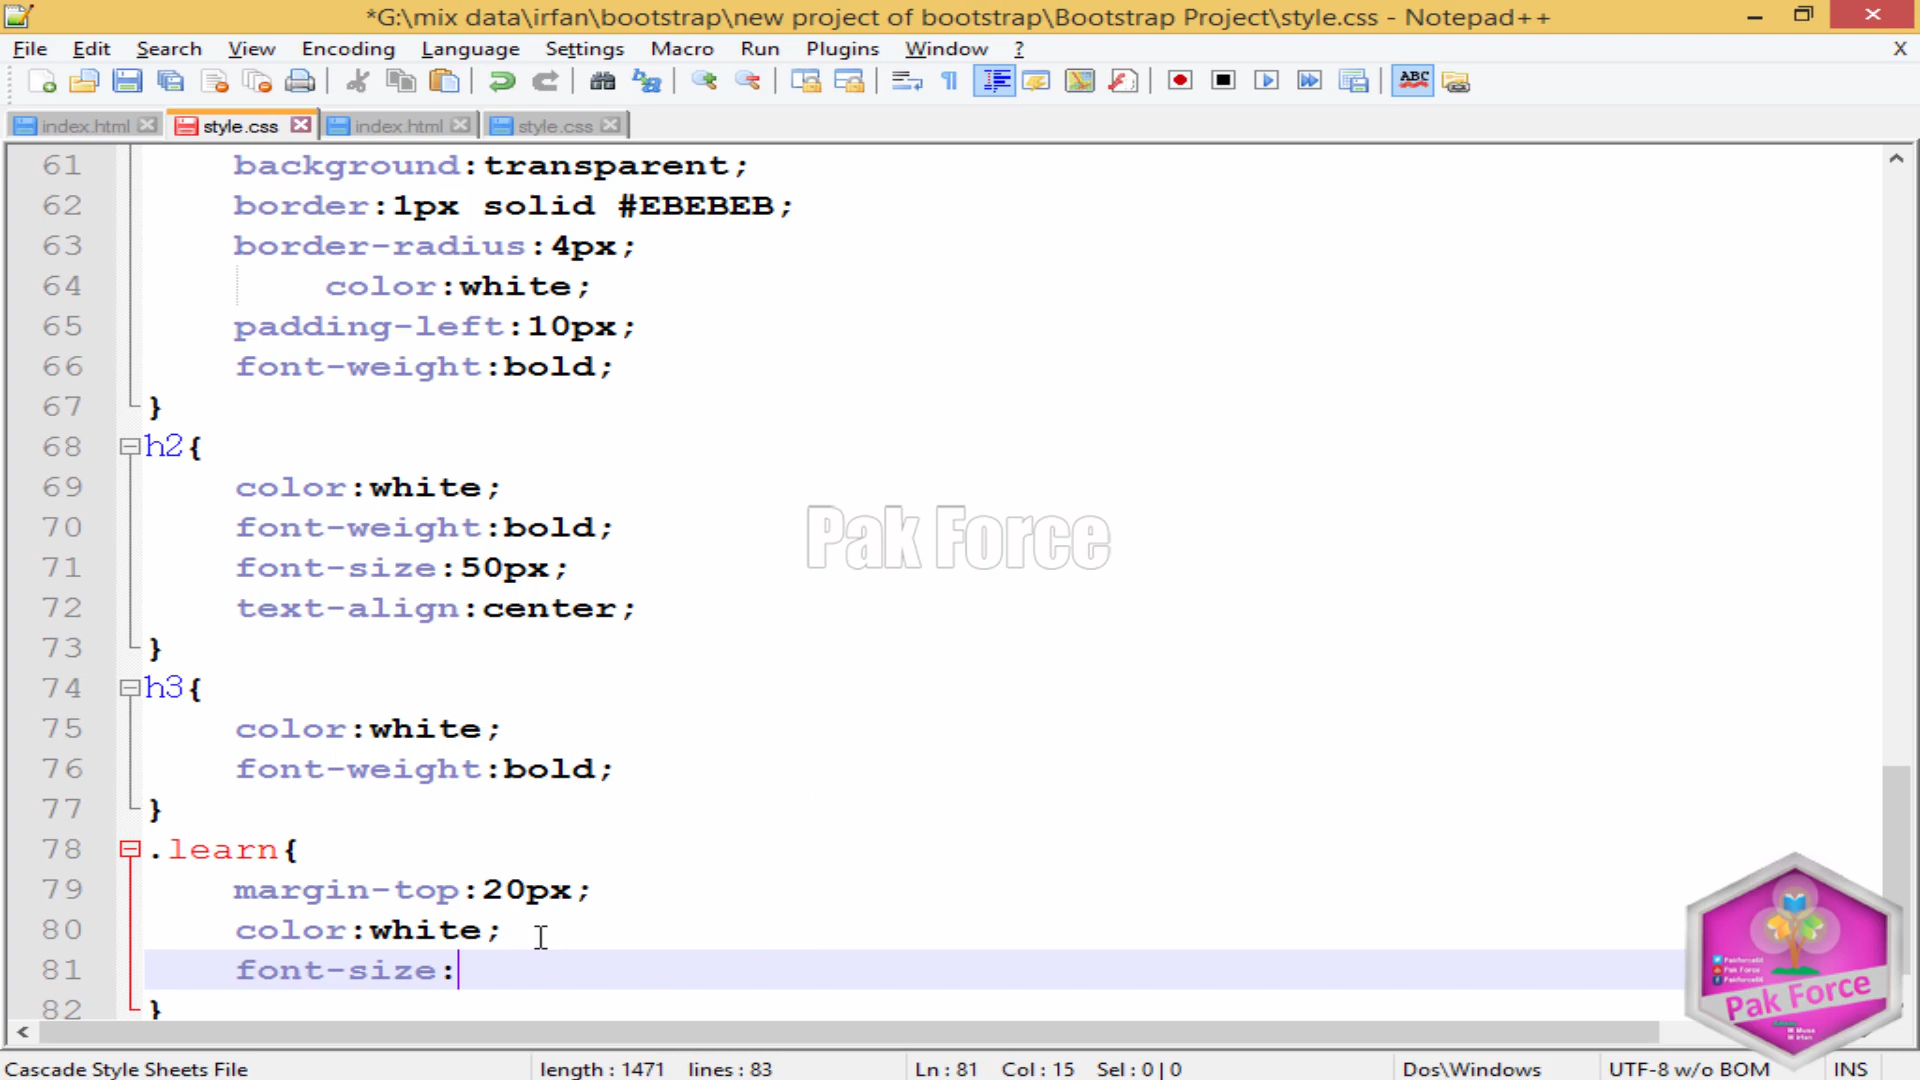 *G:\mix data\irfan\bootstrap\new project of bootstrap\Bootstrap Project\style.css - Notepad++
File Edit Search View Encoding Language Settings Macro Run Plugins Window ? X
ABC
index.html style.css index.html style.css
61 background:transparent;
62 border:1px solid #EBEBEB;
63 border-radius:4px;
64 color:white;
65 padding-left:10px;
66 font-weight:bold;
67 }
68 h2{
69 color:white;
70 font-weight:bold;
71 font-size:50px;
72 text-align:center;
73 }
74 h3{
75 color:white;
76 font-weight:bold;
77 }
78 .learn{
79 margin-top:20px;
80 color:white;
81 font-size:
82 }
Pak Force
Pak Force
Pak Force
Cascade Style Sheets File length : 1471 lines : 83 Ln : 81 Col : 15 Sel : 0 | 0 Dos\Windows UTF-8 w/o BOM INS